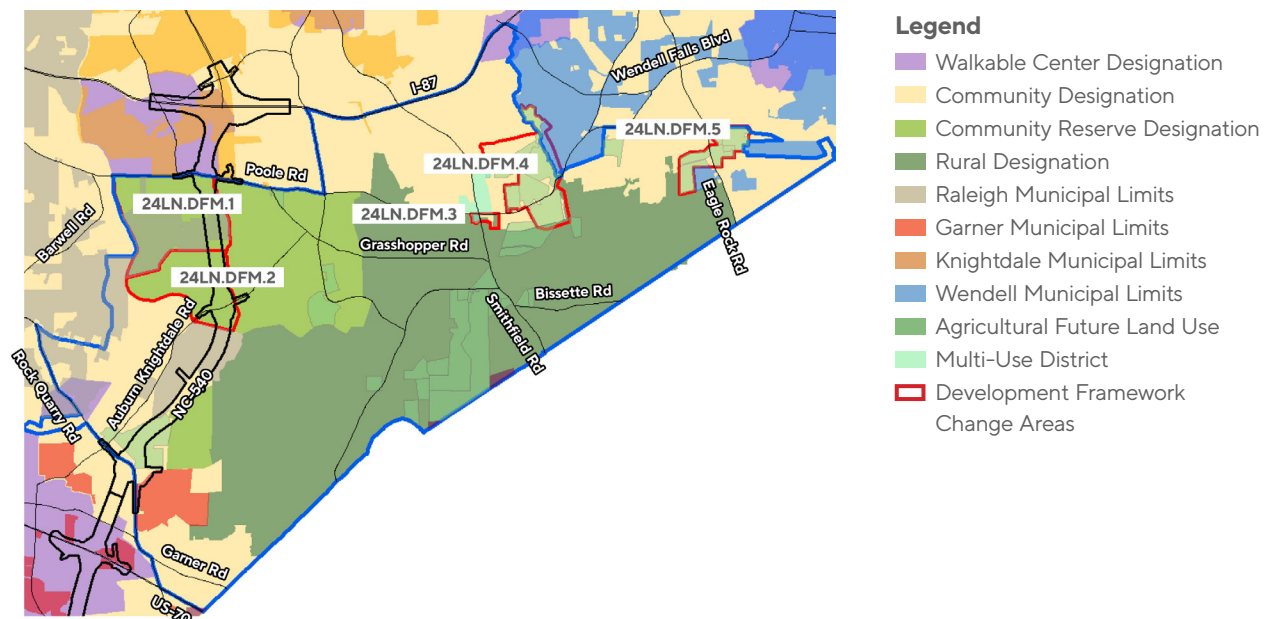 Wendell Falls Blvd
I-87
24LN.DFM.5
24LN.DFM.4
Poole Rd
24LN.DFM.1
24LN.DFM.3
Barwell Rd
Grasshopper Rd
Eagle Rock Rd
24LN.DFM.2
Bissette Rd
Smithfield Rd
Auburn Knightdale Rd
NC-540
Rock Quarry Rd
Garner Rd
US-70
Legend
Walkable Center Designation
Community Designation
Community Reserve Designation
Rural Designation
Raleigh Municipal Limits
Garner Municipal Limits
Knightdale Municipal Limits
Wendell Municipal Limits
Agricultural Future Land Use
Multi-Use District
Development Framework
Change Areas